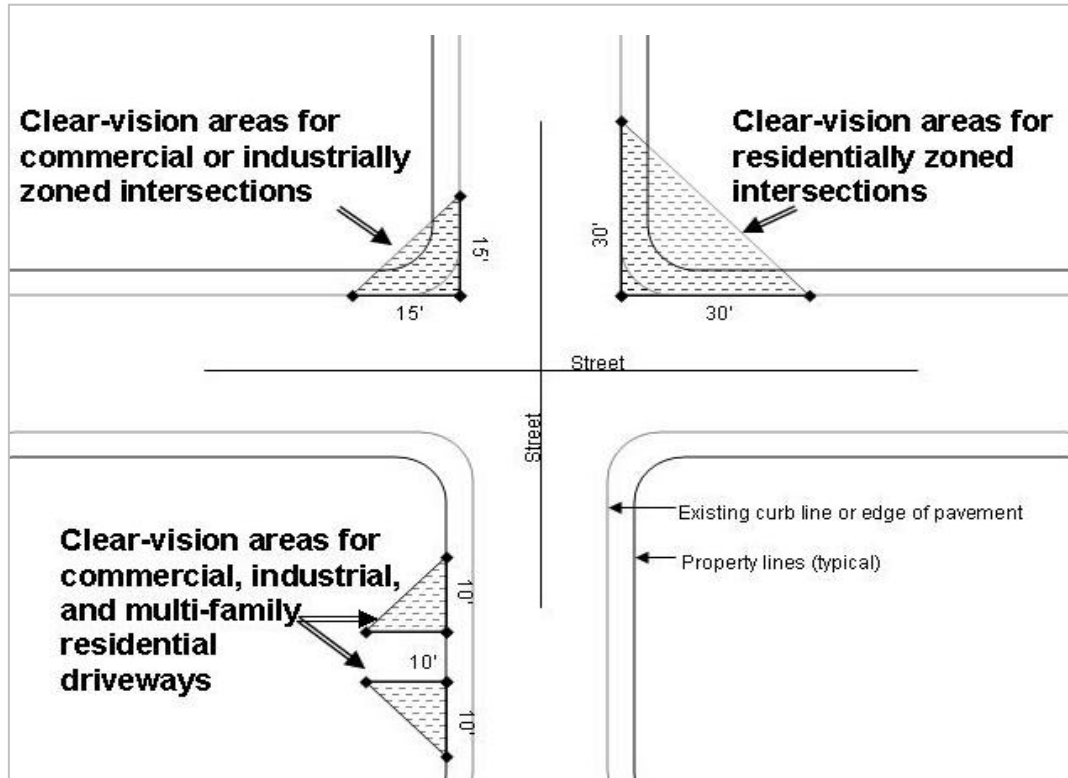 Clear-vision areas for
commercial or industrially
zoned intersections
15'
15'
Clear-vision areas for
residentially zoned
intersections
30'
30'
Street
Street
Existing curb line or edge of pavement
Property lines (typical)
Clear-vision areas for
commercial, industrial,
and multi-family
residential
driveways
10'
10'
10'